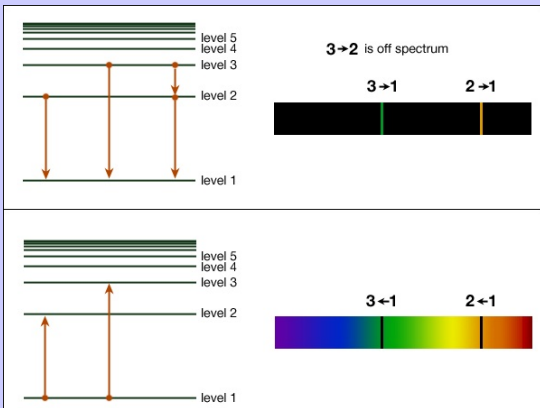 level 5
level 4
level 3
level 2
level 1
3→2 is off spectrum
3→1 2→1
level 5
level 4
level 3
level 2
level 1
3←1 2←1